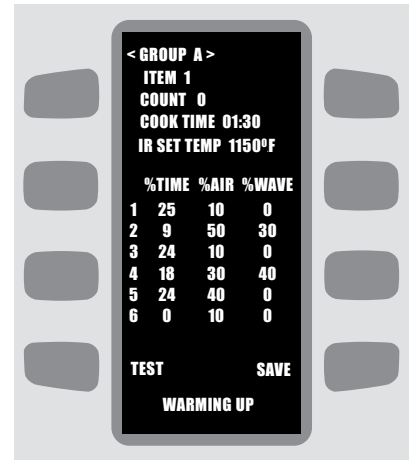 < GROUP A >
ITEM 1
COUNT 0
COOK TIME 01:30
IR SET TEMP 1150ºF
%TIME %AIR %WAVE
1 25 10 0
2 9 50 30
3 24 10 0
4 18 30 40
5 24 40 0
6 0 10 0
TEST SAVE
WARMING UP